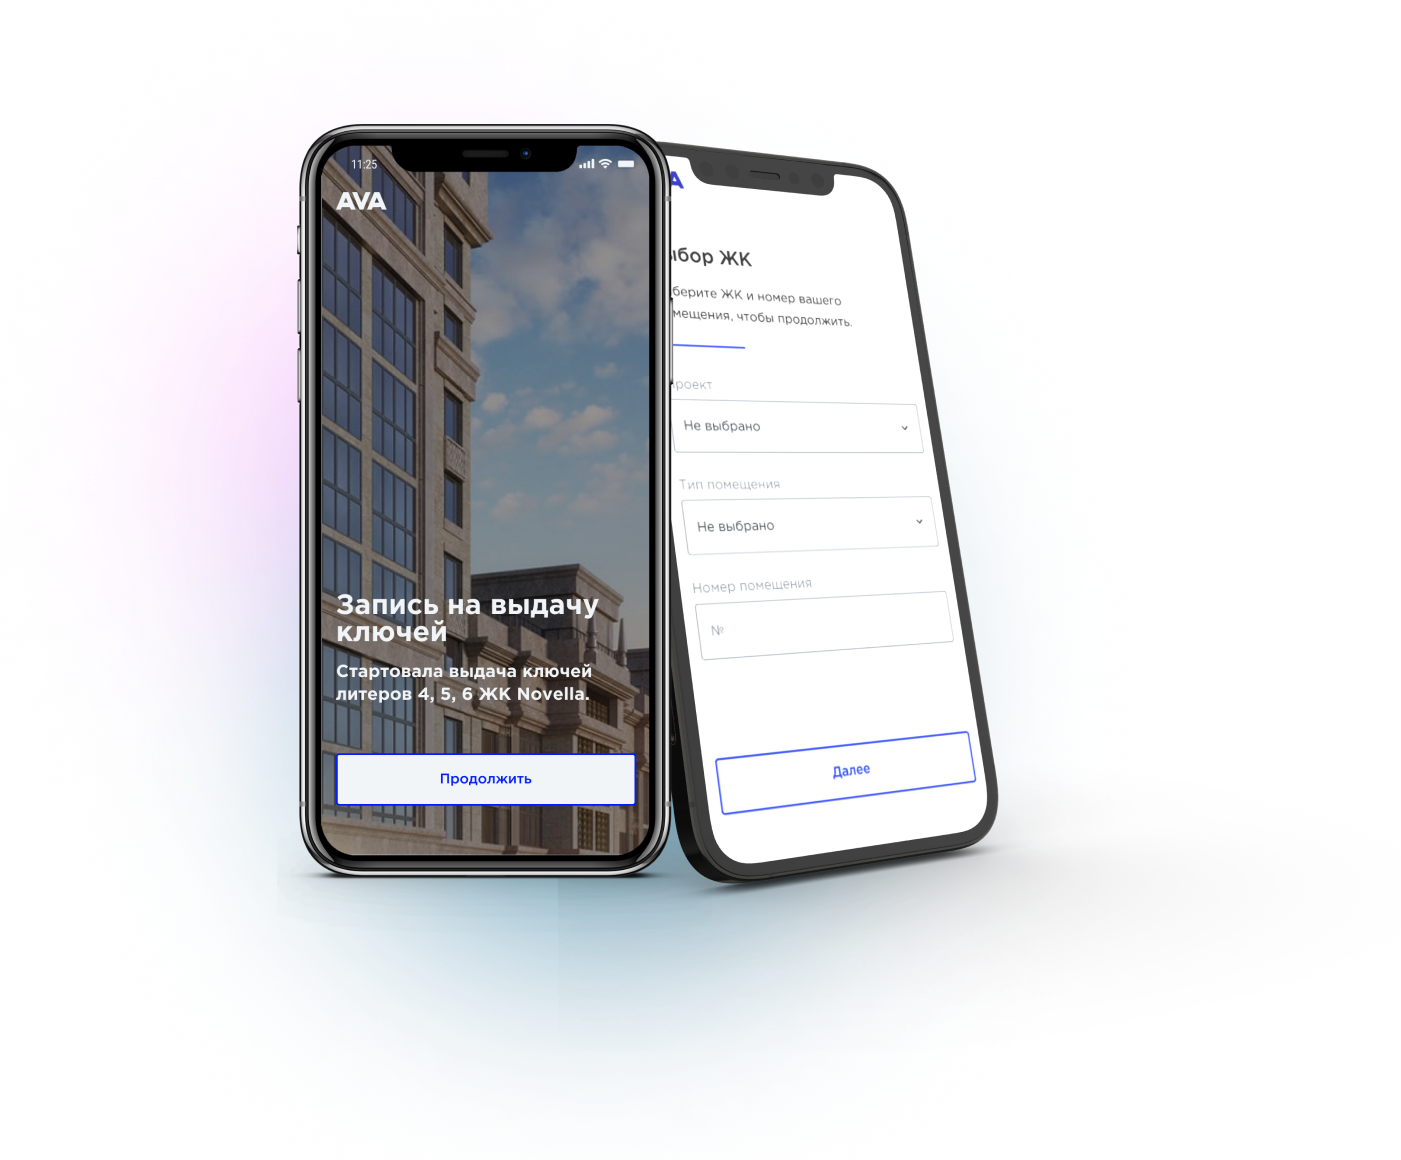 11:25
AVA
Запись на выдачу
ключей
Стартовала выдача ключей
литеров 4, 5, 6 ЖК Novella.
Продолжить
A
ыбор ЖК
берите ЖК и номер вашего
мещения, чтобы продолжить.
роект
Не выбрано
Тип помещения
Не выбрано
Номер помещения
№
Далее